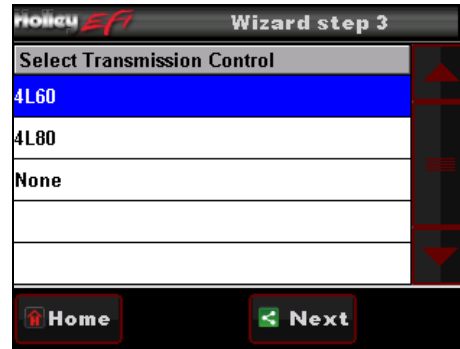 Holley EFI Wizard step 3
Select Transmission Control
4L60
4L80
None
Home Next